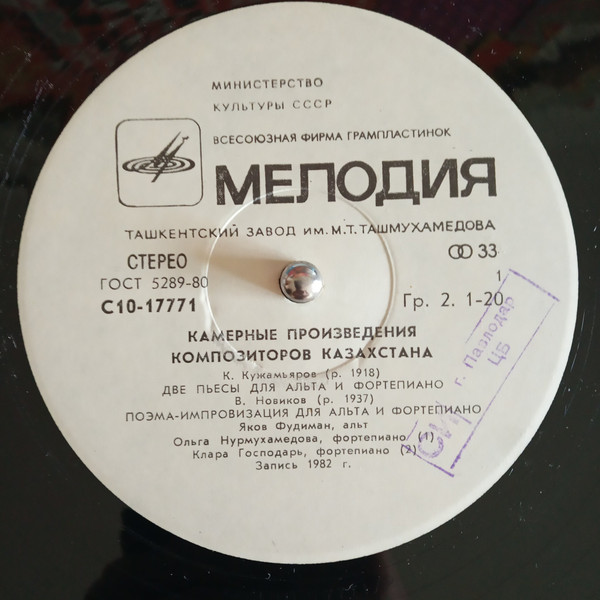 МИНИСТЕРСТВО
КУЛЬТУРЫ СССР
ВСЕСОЮЗНАЯ ФИРМА ГРАМПЛАСТИНОК
МЕЛОДИЯ
ТАШКЕНТСКИЙ ЗАВОД ИМ. М.Т. ТАШМУХАМЕДОВА
СТЕРЕО 33
ГОСТ 5289-80 1
С10-17771 Гр. 2. 1-20
КАМЕРНЫЕ ПРОИЗВЕДЕНИЯ
КОМПОЗИТОРОВ КАЗАХСТАНА
К. Кужамьяров (р. 1918)
ДВЕ ПЬЕСЫ ДЛЯ АЛЬТА И ФОРТЕПИАНО
В. Новиков (р. 1937)
ПОЭМА-ИМПРОВИЗАЦИЯ ДЛЯ АЛЬТА И ФОРТЕПИАНО
Яков Фудиман, альт
Ольга Нурмухамедова, фортепиано (1)
Клара Господарь, фортепиано (2)
Запись 1982 г.
г. Павлодар
ЦБ